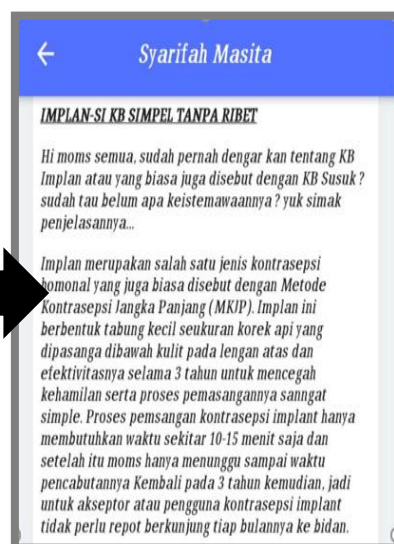 Syarifah Masita
IMPLAN-SI KB SIMPEL TANPA RIBET
Hi moms semua, sudah pernah dengar kan tentang KB
Implan atau yang biasa juga disebut dengan KB Susuk ?
sudah tau belum apa keistemawaannya ? yuk simak
penjelasannya...
Implan merupakan salah satu jenis kontrasepsi
homonal yang juga biasa disebut dengan Metode
Kontrasepsi Jangka Panjang (MKJP). Implan ini
berbentuk tabung kecil seukuran korek api yang
dipasanga dibawah kulit pada lengan atas dan
efektivitasnya selama 3 tahun untuk mencegah
kehamilan serta proses pemasangannya sanngat
simple. Proses pemsangan kontrasepsi implant hanya
membutuhkan waktu sekitar 10-15 menit saja dan
setelah itu moms hanya menunggu sampai waktu
pencabutannya Kembali pada 3 tahun kemudian, jadi
untuk akseptor atau pengguna kontrasepsi implant
tidak perlu repot berkunjung tiap bulannya ke bidan.